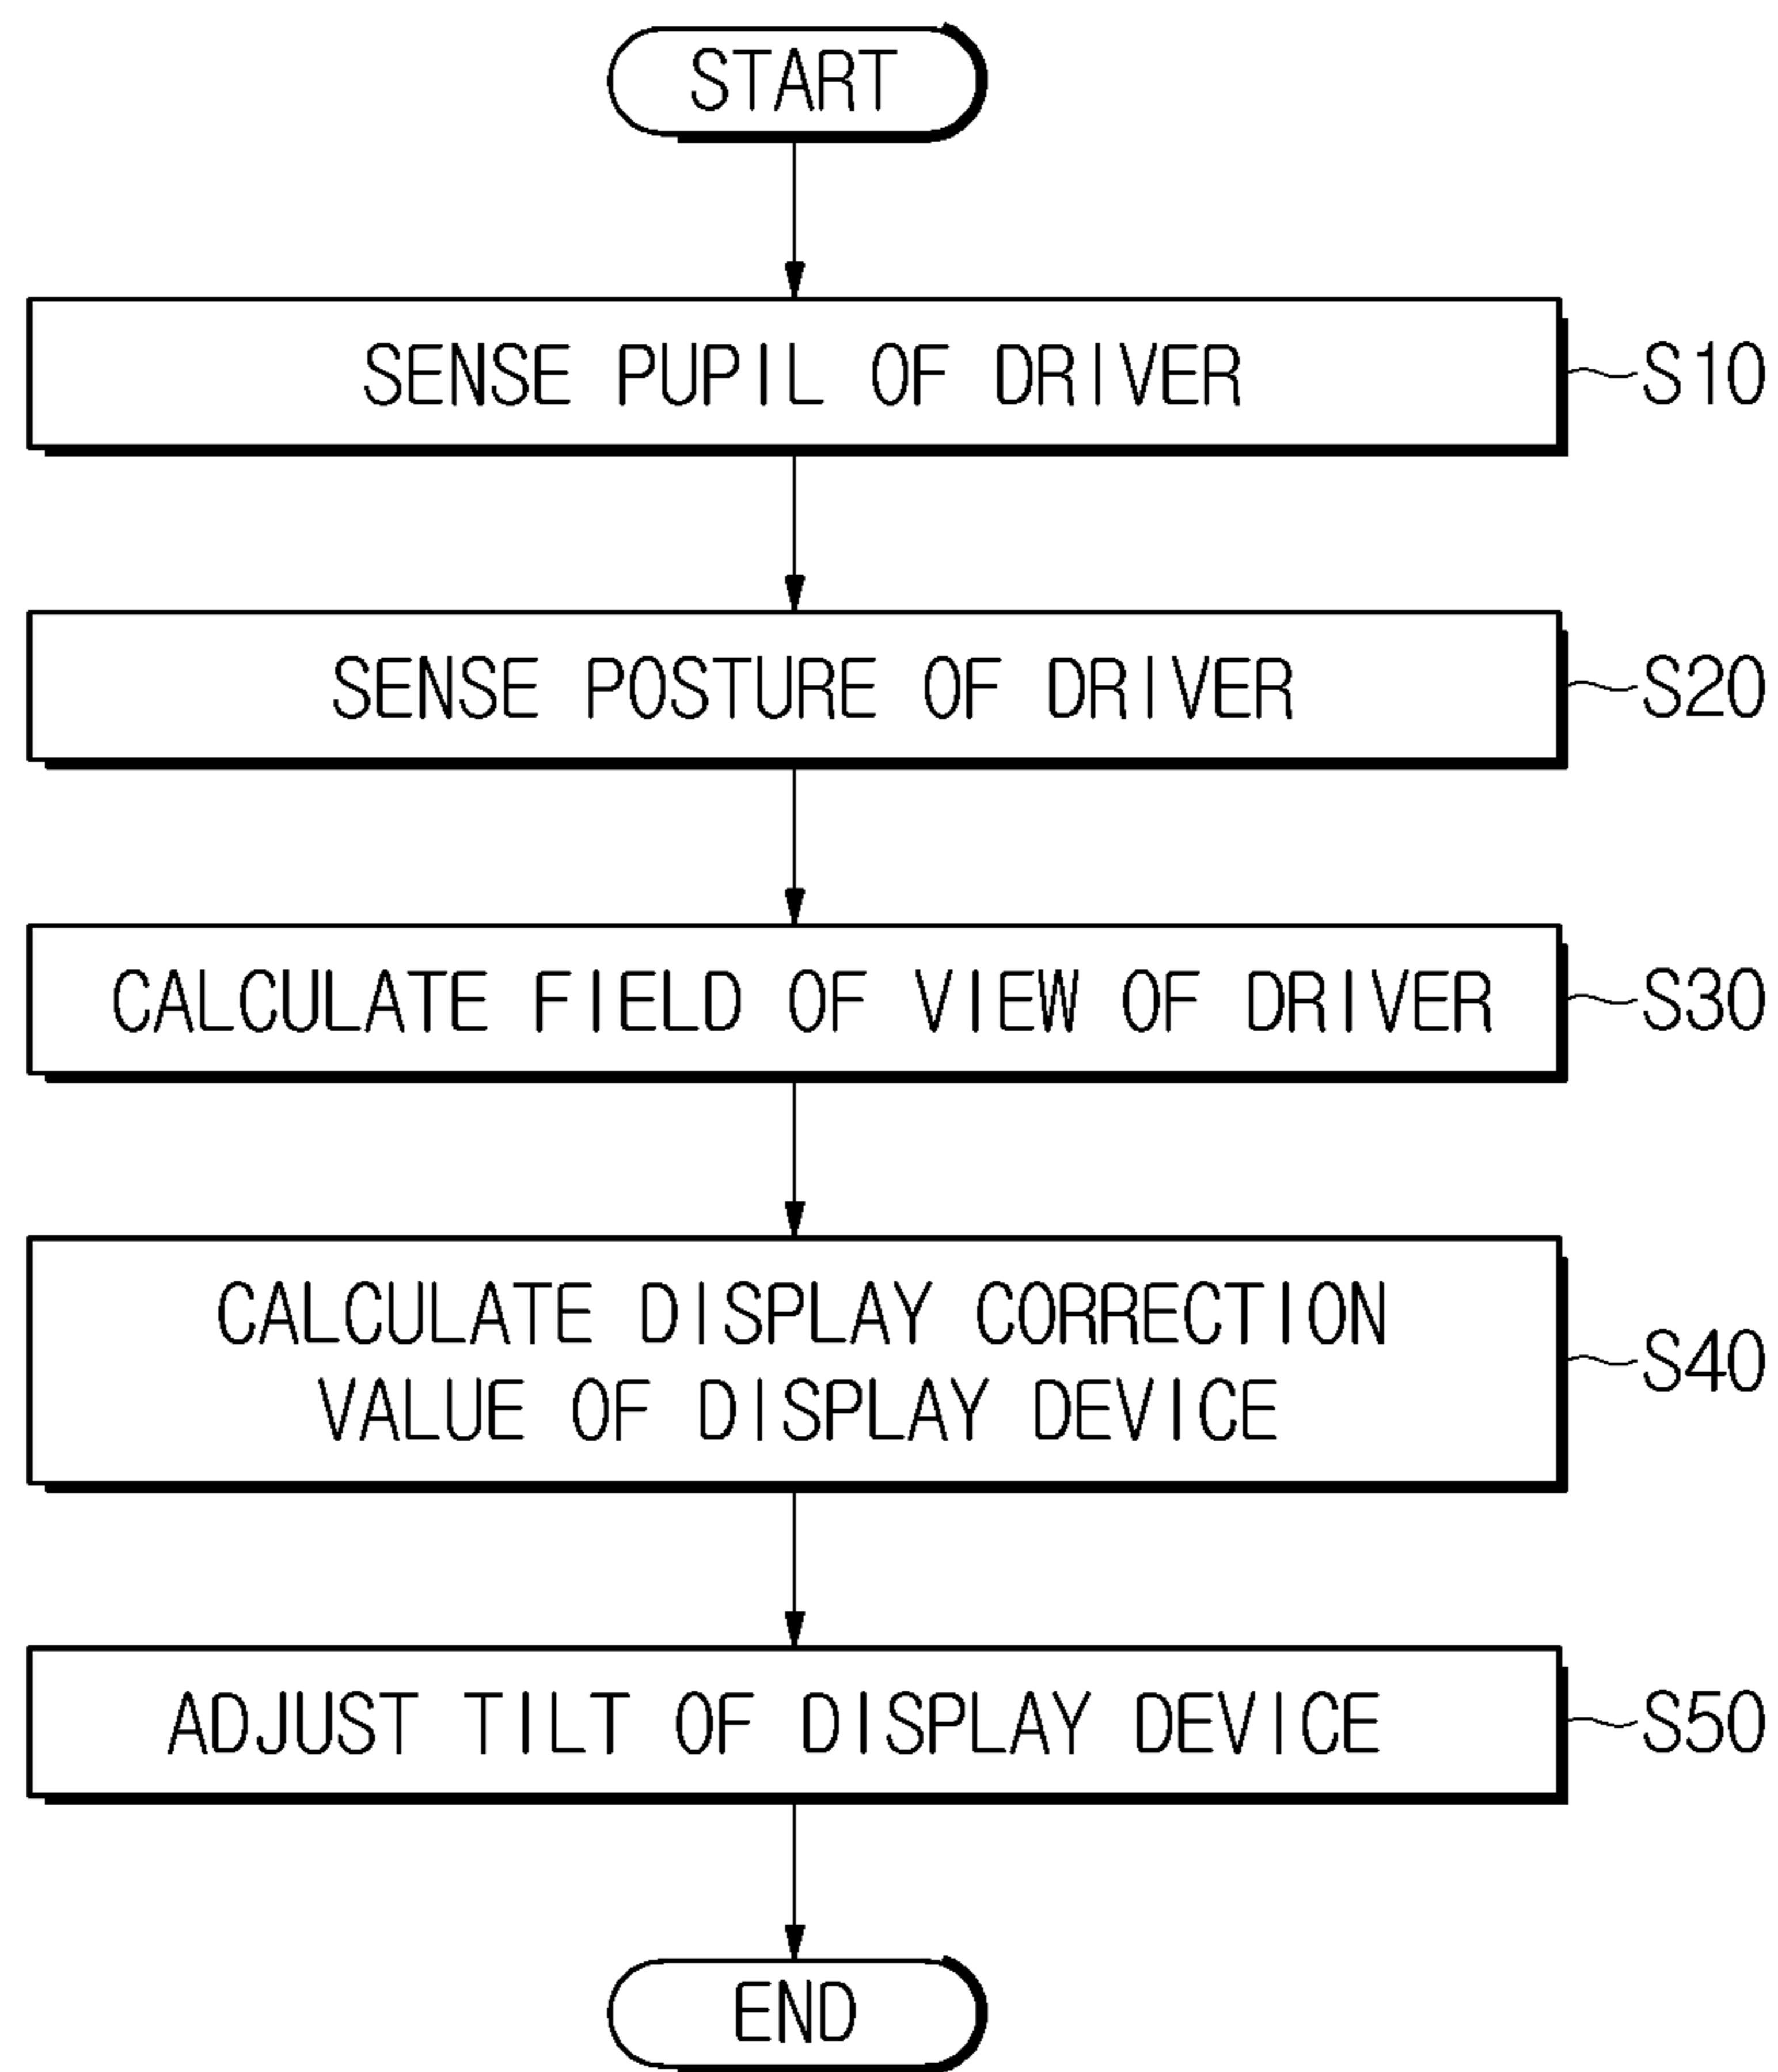 START
SENSE PUPIL OF DRIVER
S10
SENSE POSTURE OF DRIVER
S20
CALCULATE FIELD OF VIEW OF DRIVER
S30
CALCULATE DISPLAY CORRECTION
VALUE OF DISPLAY DEVICE
S40
ADJUST TILT OF DISPLAY DEVICE
S50
END